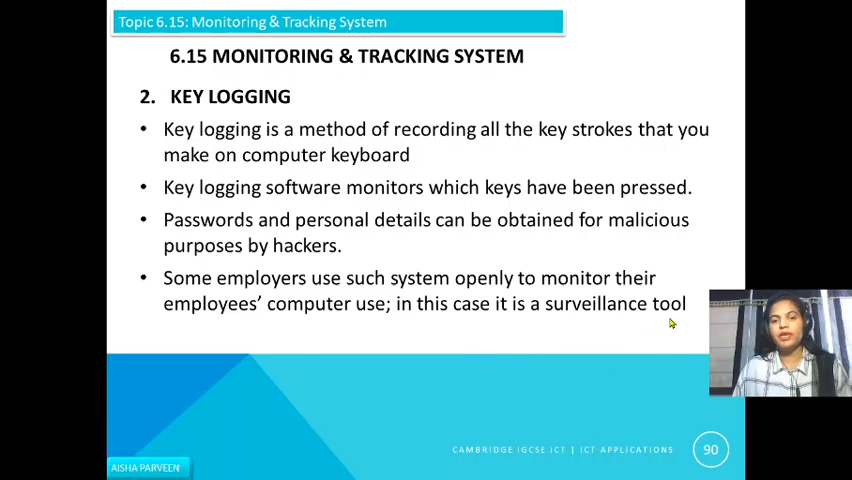 Topic 6.15: Monitoring & Tracking System
6.15 MONITORING & TRACKING SYSTEM
2. KEY LOGGING
• Key logging is a method of recording all the key strokes that you
make on computer keyboard
• Key logging software monitors which keys have been pressed.
• Passwords and personal details can be obtained for malicious
purposes by hackers.
• Some employers use such system openly to monitor their
employees’ computer use; in this case it is a surveillance tool
CAMBRIDGE IGCSE ICT | ICT APPLICATIONS
90
AISHA PARVEEN